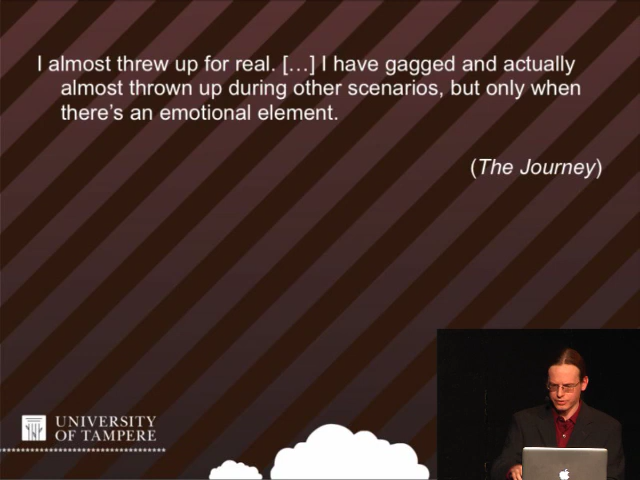 I almost threw up for real. […] I have gagged and actually
almost thrown up during other scenarios, but only when
there’s an emotional element.
(The Journey)
UNIVERSITY
OF TAMPERE